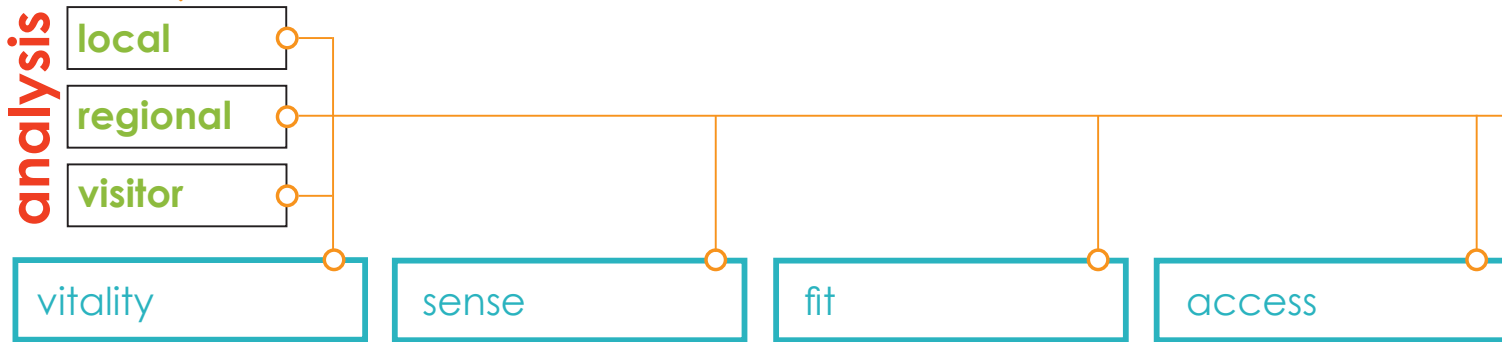 analysis
local
regional
visitor
vitality
sense
fit
access